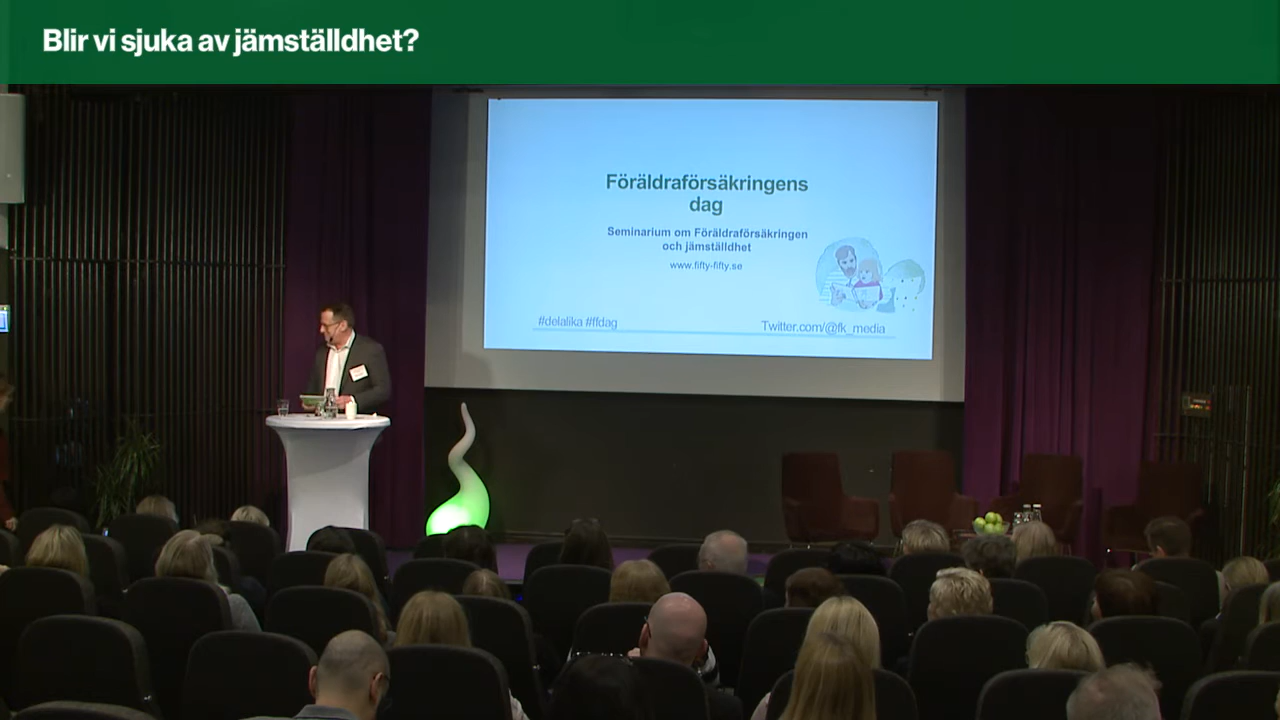 Blir vi sjuka av jämställdhet?
Föräldraförsäkringens
dag
Seminarium om Föräldraförsäkringen
och jämställdhet
www.fifty-fifty.se
#delalika #ffdag
Twitter.com/@fk_media